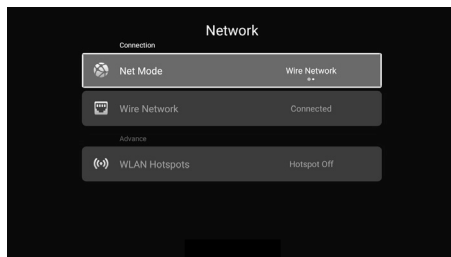 Network
Connection
Net Mode
Wire Network
Wire Network
Connected
Advance
WLAN Hotspots
Hotspot Off